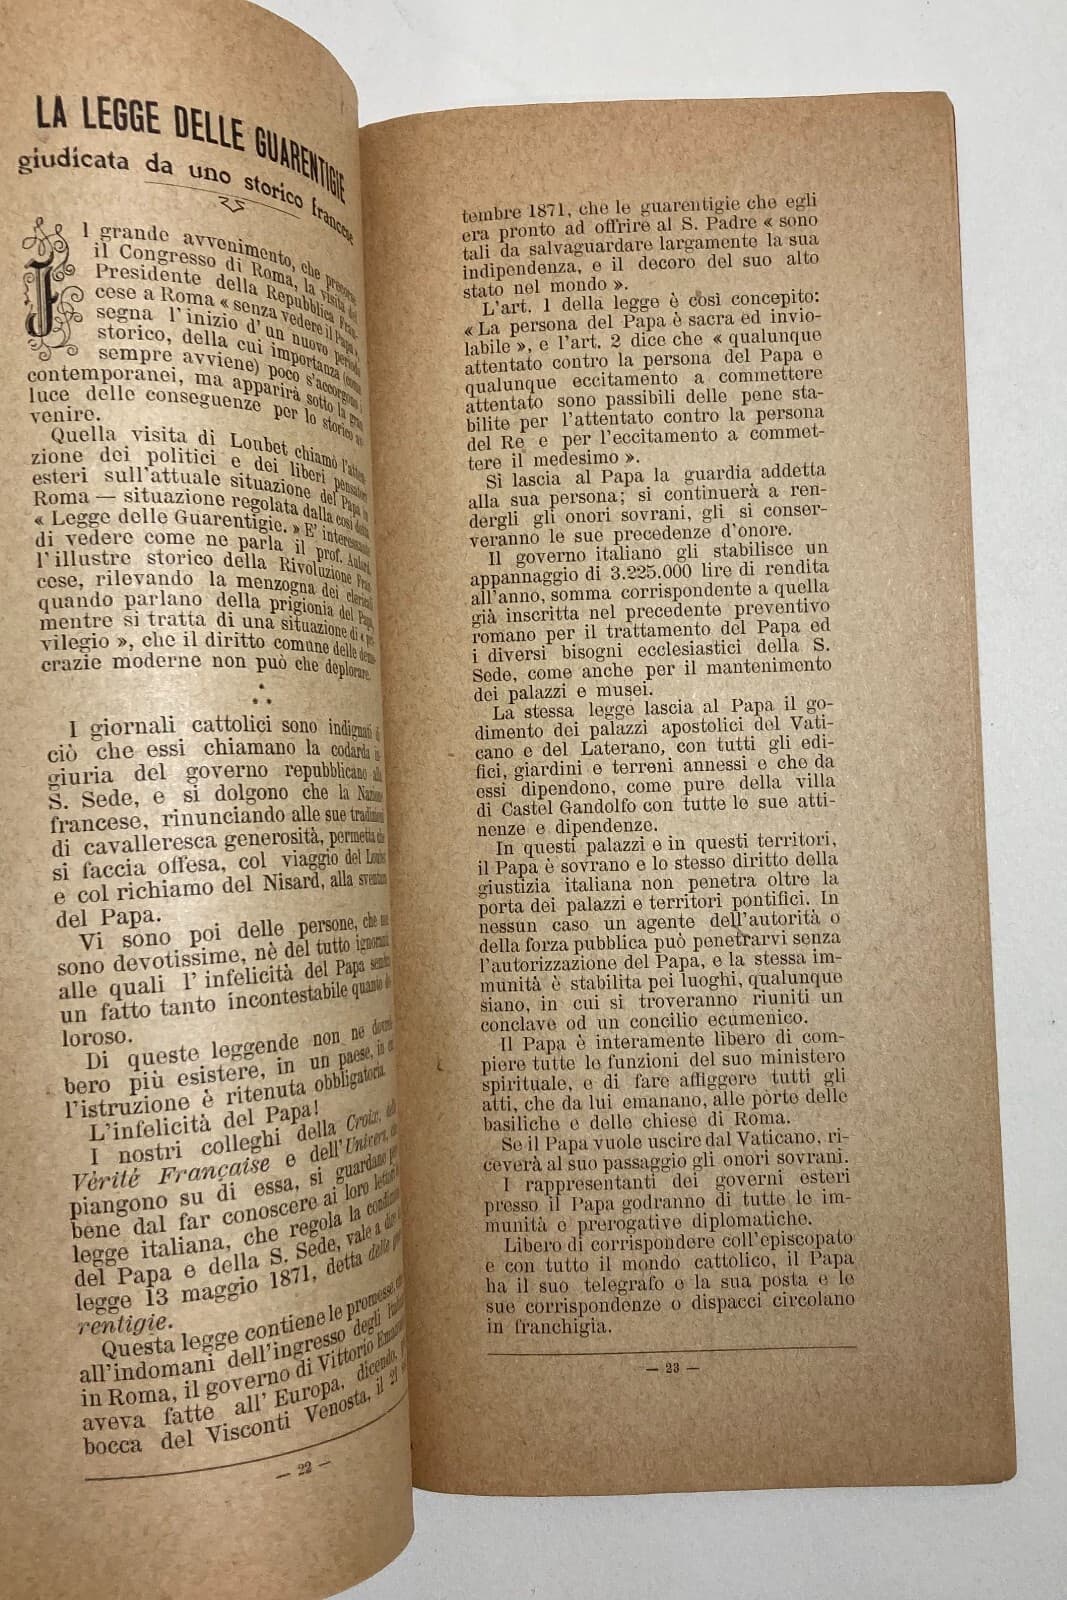 LA LEGGE DELLE GUARENTIGIE
giudicata da uno storico francese
Il grande avvenimento, che precorse
il Congresso di Roma, la visita del
Presidente della Repubblica Fran-
cese a Roma « senza vedere il Papa »,
segna l'inizio d'un nuovo periodo
storico, della cui importanza (come
sempre avviene) poco s'accorgono i
contemporanei, ma apparirà sotto la gran
luce delle conseguenze per lo storico av-
venire.
Quella visita di Loubet chiamò l'atten-
zione dei politici e dei liberi pensatori
esteri sull'attuale situazione del Papa in
Roma — situazione regolata dalla così detta
« Legge delle Guarentigie. » E' interessante
di vedere come ne parla il prof. Aulard,
l'illustre storico della Rivoluzione Fran-
cese, rilevando la menzogna dei clericali
quando parlano della prigionia del Papa,
mentre si tratta di una situazione di « pri-
vilegio », che il diritto comune delle demo-
crazie moderne non può che deplorare.
I giornali cattolici sono indignati di
ciò che essi chiamano la codarda in-
giuria del governo repubblicano alla
S. Sede, e si dolgono che la Nazione
francese, rinunciando alle sue tradizioni
di cavalleresca generosità, permetta che
si faccia offesa, col viaggio del Loubet
e col richiamo del Nisard, alla sventura
del Papa.
Vi sono poi delle persone, che non
sono devotissime, nè del tutto ignoranti
alle quali l'infelicità del Papa sembra
un fatto tanto incontestabile quanto do-
loroso.
Di queste leggende non ne dovreb-
bero più esistere, in un paese, in cui
l'istruzione è ritenuta obbligatoria.
L'infelicità del Papa!
I nostri colleghi della Croix, della
Vérité Française e dell'Univers, che
piangono su di essa, si guardano per
bene dal far conoscere ai loro lettori la
legge italiana, che regola la condizione
del Papa e della S. Sede, vale a dire la
legge 13 maggio 1871, detta delle gua-
rentigie.
Questa legge contiene le promesse, che
all'indomani dell'ingresso degli Italiani
in Roma, il governo di Vittorio Emanuele
aveva fatte all'Europa, dicendo,
bocca del Visconti Venosta, il 21
— 22 —
tembre 1871, che le guarentigie che egli
era pronto ad offrire al S. Padre « sono
tali da salvaguardare largamente la sua
indipendenza, e il decoro del suo alto
stato nel mondo ».
L'art. 1 della legge è così concepito:
« La persona del Papa è sacra ed invio-
labile », e l'art. 2 dice che « qualunque
attentato contro la persona del Papa e
qualunque eccitamento a commettere
attentato sono passibili delle pene sta-
bilite per l'attentato contro la persona
del Re e per l'eccitamento a commet-
tere il medesimo ».
Si lascia al Papa la guardia addetta
alla sua persona; si continuerà a ren-
dergli gli onori sovrani, gli si conser-
veranno le sue precedenze d'onore.
Il governo italiano gli stabilisce un
appannaggio di 3.225.000 lire di rendita
all'anno, somma corrispondente a quella
già inscritta nel precedente preventivo
romano per il trattamento del Papa ed
i diversi bisogni ecclesiastici della S.
Sede, come anche per il mantenimento
dei palazzi e musei.
La stessa legge lascia al Papa il go-
dimento dei palazzi apostolici del Vati-
cano e del Laterano, con tutti gli edi-
fici, giardini e terreni annessi e che da
essi dipendono, come pure della villa
di Castel Gandolfo con tutte le sue atti-
nenze e dipendenze.
In questi palazzi e in questi territori,
il Papa è sovrano e lo stesso diritto della
giustizia italiana non penetra oltre la
porta dei palazzi e territori pontifici. In
nessun caso un agente dell'autorità o
della forza pubblica può penetrarvi senza
l'autorizzazione del Papa, e la stessa im-
munità è stabilita pei luoghi, qualunque
siano, in cui si troveranno riuniti un
conclave od un concilio ecumenico.
Il Papa è interamente libero di com-
piere tutte le funzioni del suo ministero
spirituale, e di fare affiggere tutti gli
atti, che da lui emanano, alle porte delle
basiliche e delle chiese di Roma.
Se il Papa vuole uscire dal Vaticano, ri-
ceverà al suo passaggio gli onori sovrani.
I rappresentanti dei governi esteri
presso il Papa godranno di tutte le im-
munità e prerogative diplomatiche.
Libero di corrispondere coll'episcopato
e con tutto il mondo cattolico, il Papa
ha il suo telegrafo e la sua posta e le
sue corrispondenze o dispacci circolano
in franchigia.
— 23 —